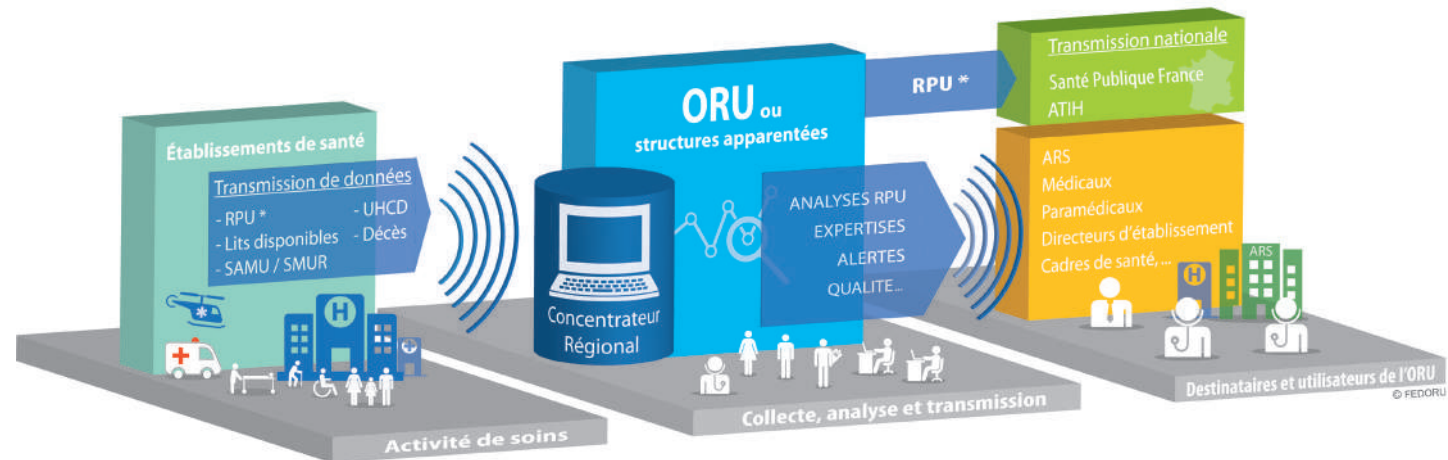 Établissements de santé
Transmission de données
- RPU *
- Lits disponibles
- SAMU / SMUR
- UHCD
- Décès
H
Activité de soins
ORU ou
structures apparentées
Concentrateur
Régional
ANALYSES RPU
EXPERTISES
ALERTES
QUALITE...
Collecte, analyse et transmission
RPU *
Transmission nationale
Santé Publique France
ATIH
ARS
Médicaux
Paramédicaux
Directeurs d'établissement
Cadres de santé, ...
H
ARS
Destinataires et utilisateurs de l'ORU
© FEDORU